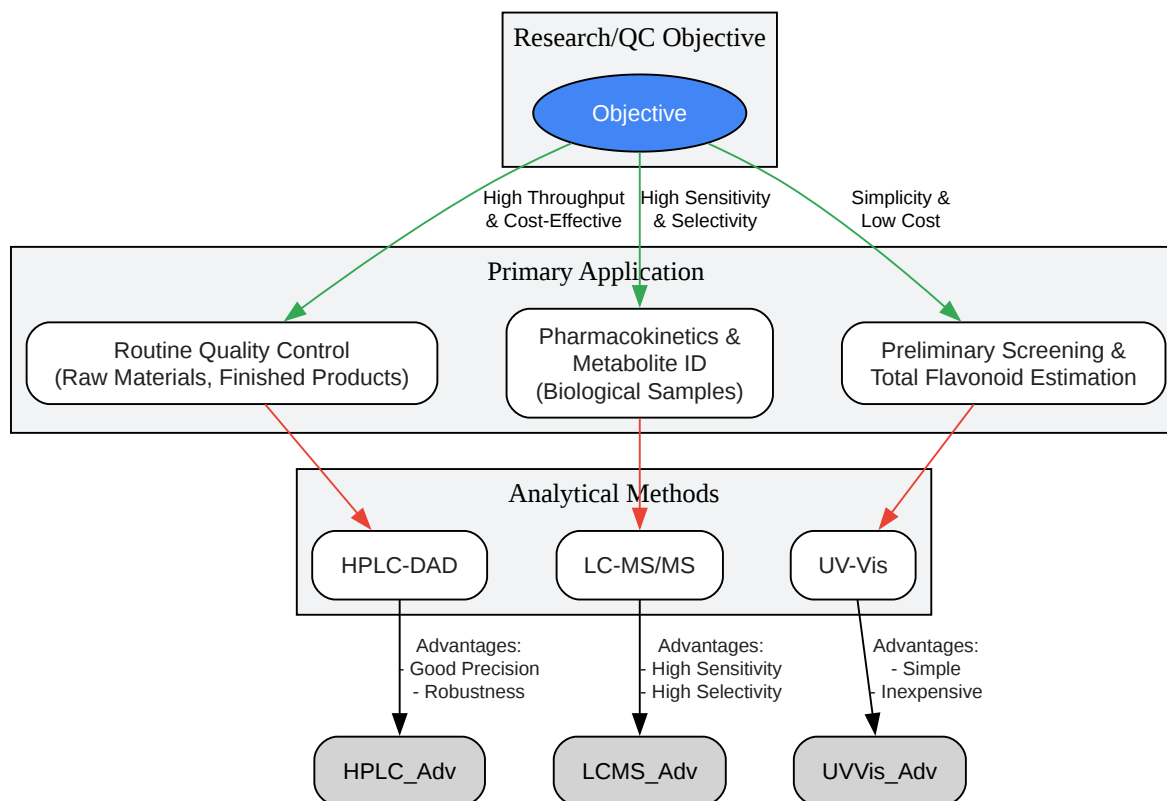 Research/QC Objective
Objective
High Throughput
& Cost-Effective
High Sensitivity
& Selectivity
Simplicity &
Low Cost
Primary Application
Routine Quality Control
(Raw Materials, Finished Products)
Pharmacokinetics &
Metabolite ID
(Biological Samples)
Preliminary Screening &
Total Flavonoid Estimation
Analytical Methods
HPLC-DAD
LC-MS/MS
UV-Vis
Advantages:
- Good Precision
- Robustness
Advantages:
- High Sensitivity
- High Selectivity
Advantages:
- Simple
- Inexpensive
HPLC_Adv
LCMS_Adv
UVVis_Adv